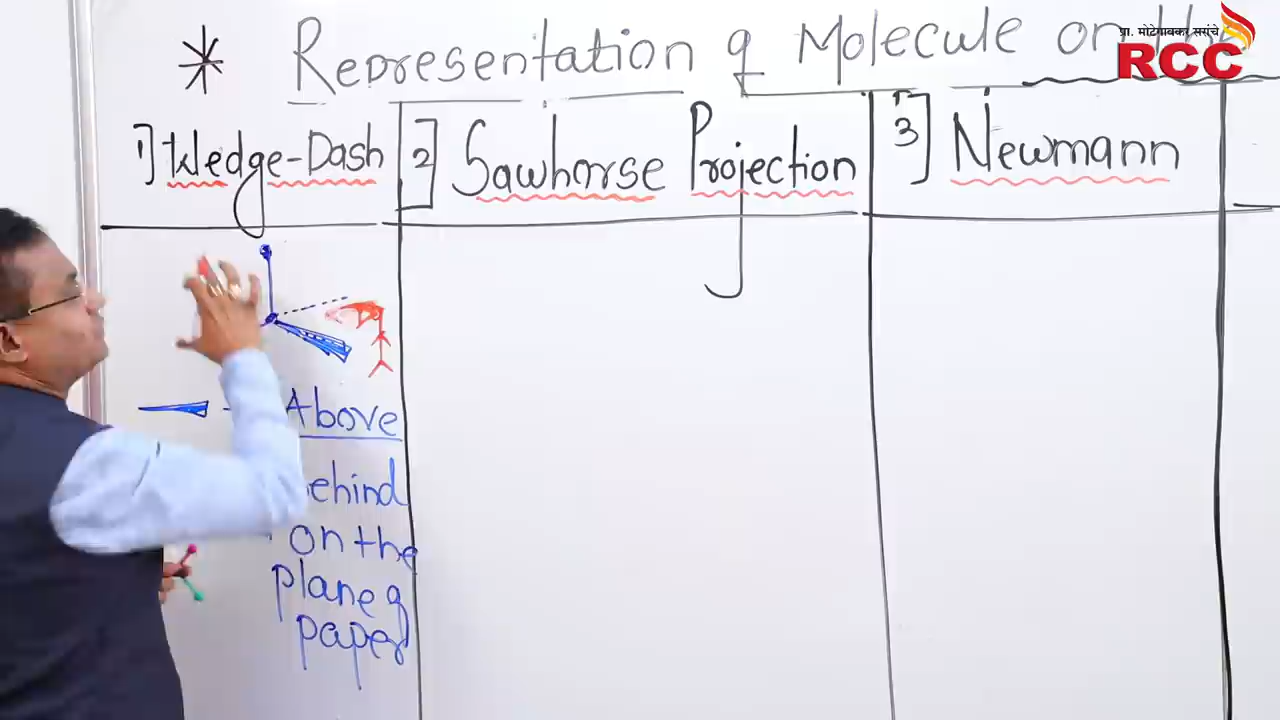 * Representation of Molecule on the
प्रा. मोटेगावकर सरांचे
RCC
1] Wedge-Dash
2] Sawhorse Projection
3] Newmann
Above
ehind
on the
plane of
paper